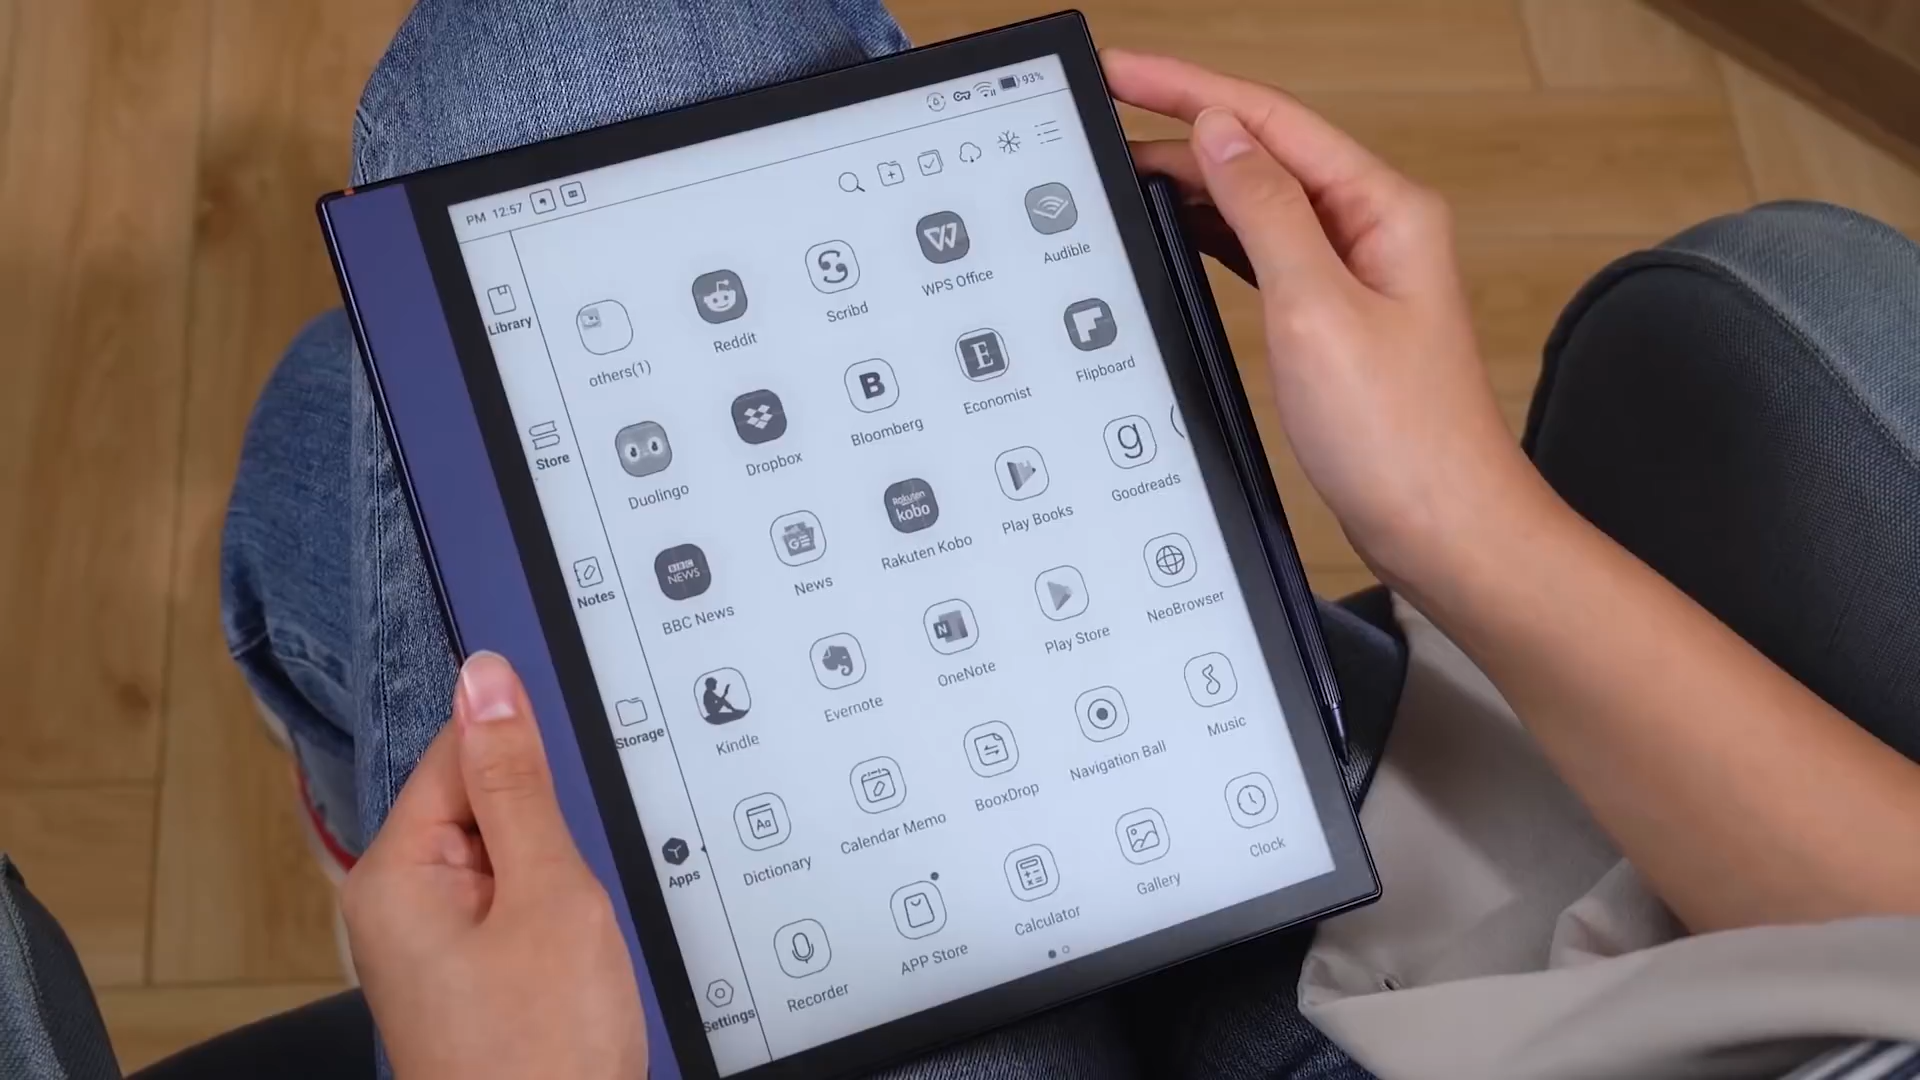 PM 12:57
93%
Library
Store
Notes
Storage
Apps
Settings
others(1)
Reddit
Scribd
WPS Office
Audible
Duolingo
Dropbox
B
Bloomberg
E
Economist
Flipboard
BBC
NEWS
BBC News
GE
News
Rakuten
kobo
Rakuten Kobo
Play Books
g
Goodreads
Kindle
Evernote
N
OneNote
Play Store
NeoBrowser
Aa
Dictionary
Calendar Memo
BooxDrop
Navigation Ball
Music
Recorder
APP Store
Calculator
Gallery
Clock